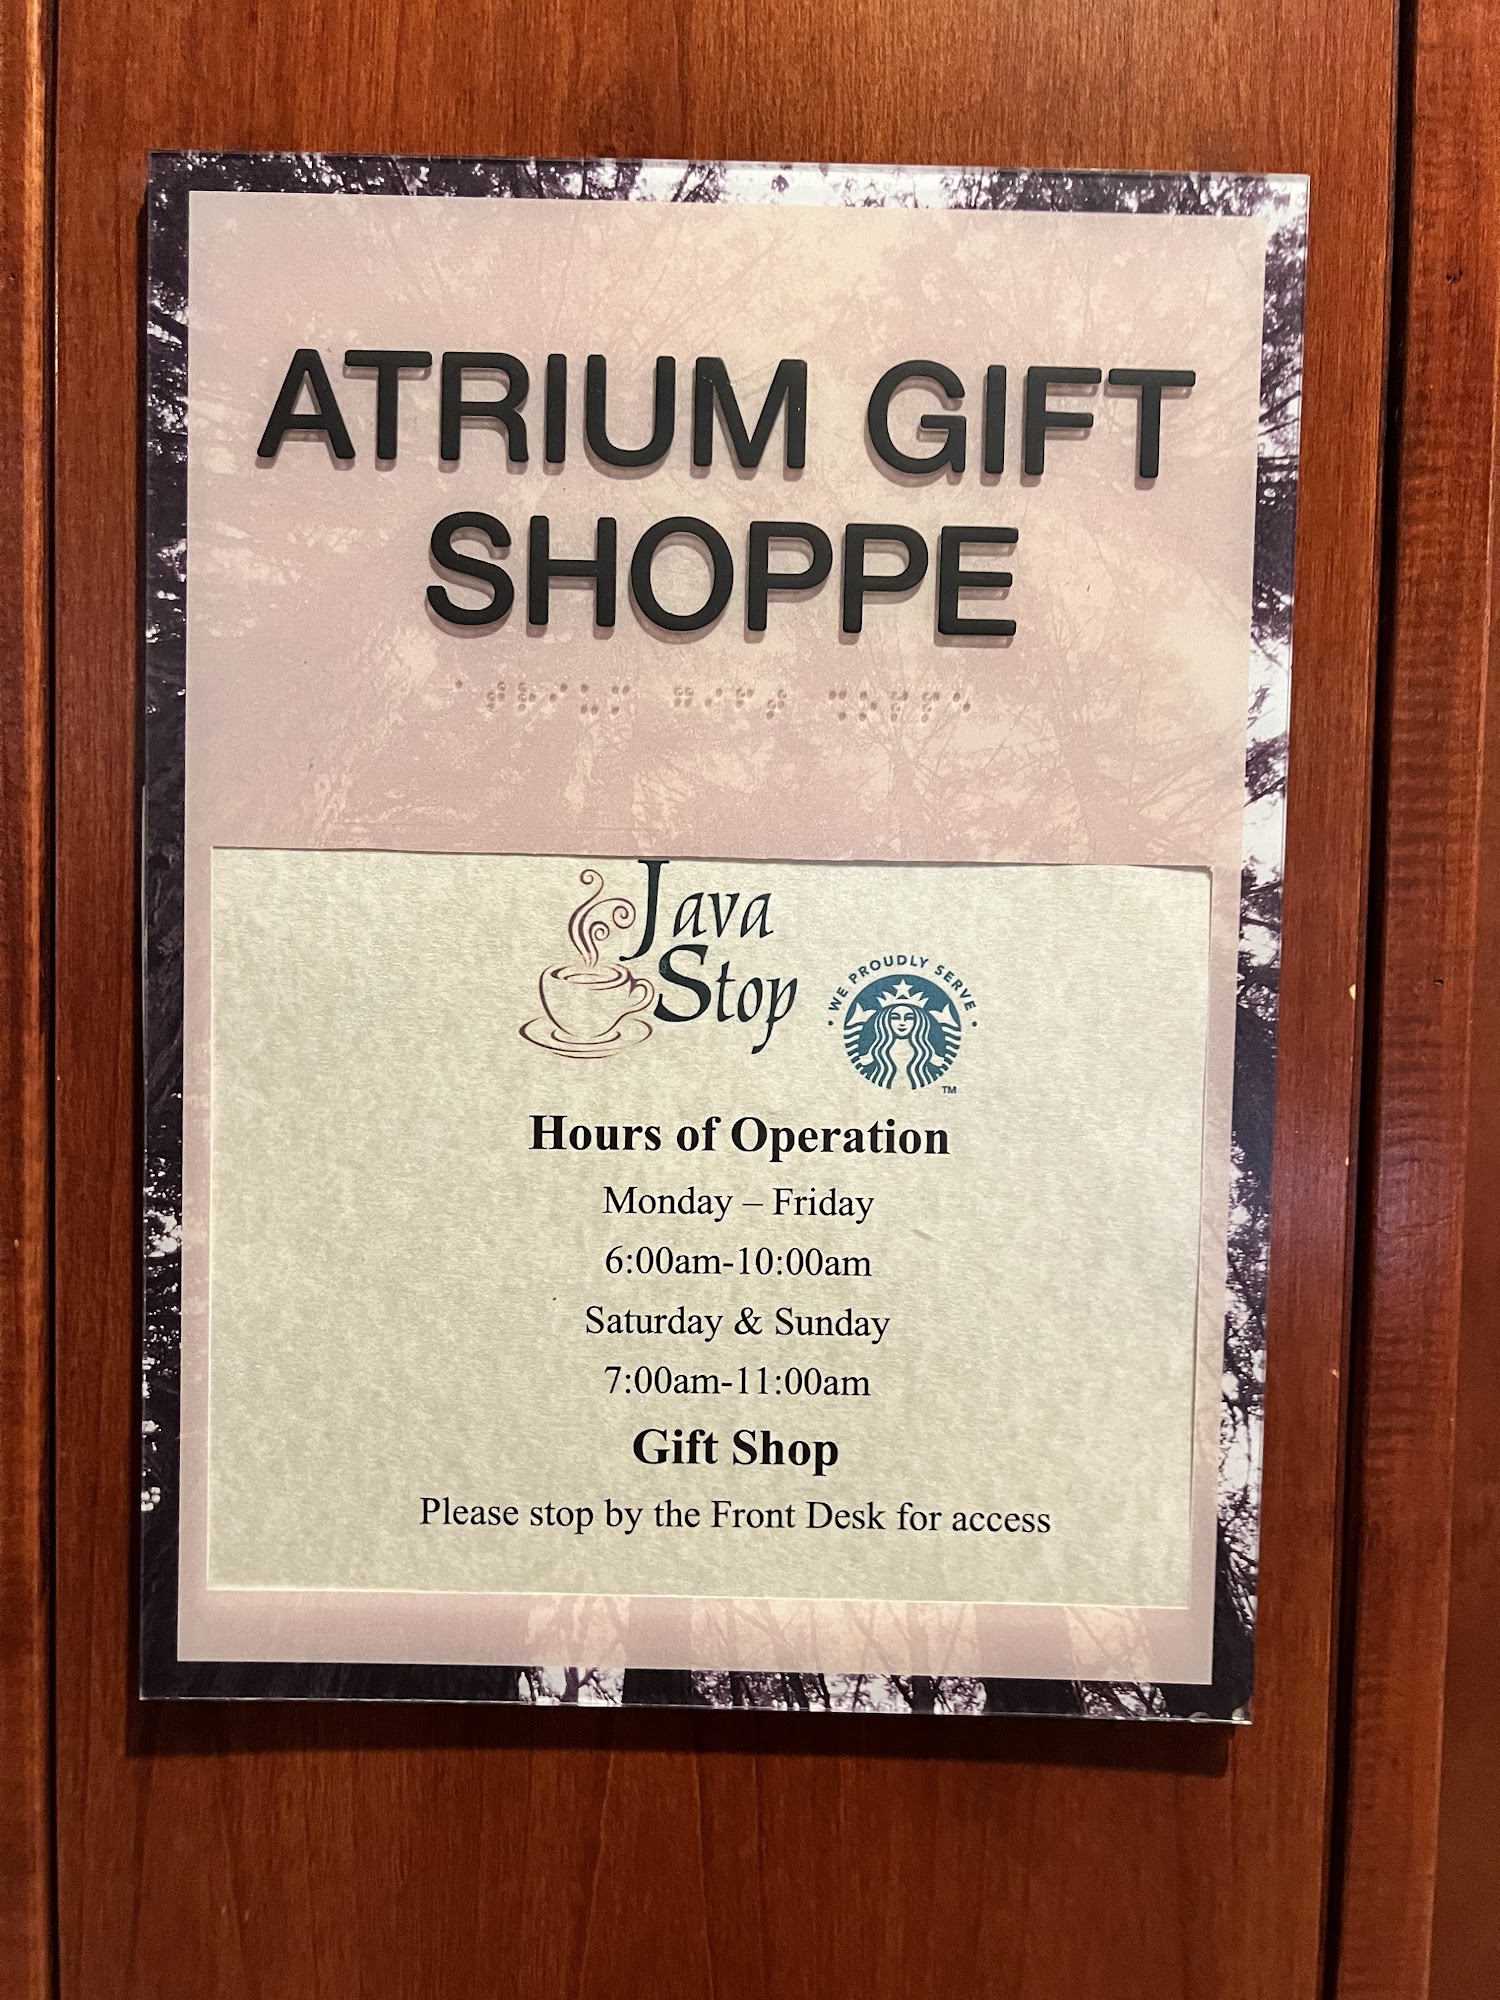 ATRIUM GIFT
SHOPPE
Java
Stop
• WE PROUDLY SERVE •
TM
Hours of Operation
Monday – Friday
6:00am-10:00am
Saturday & Sunday
7:00am-11:00am
Gift Shop
Please stop by the Front Desk for access